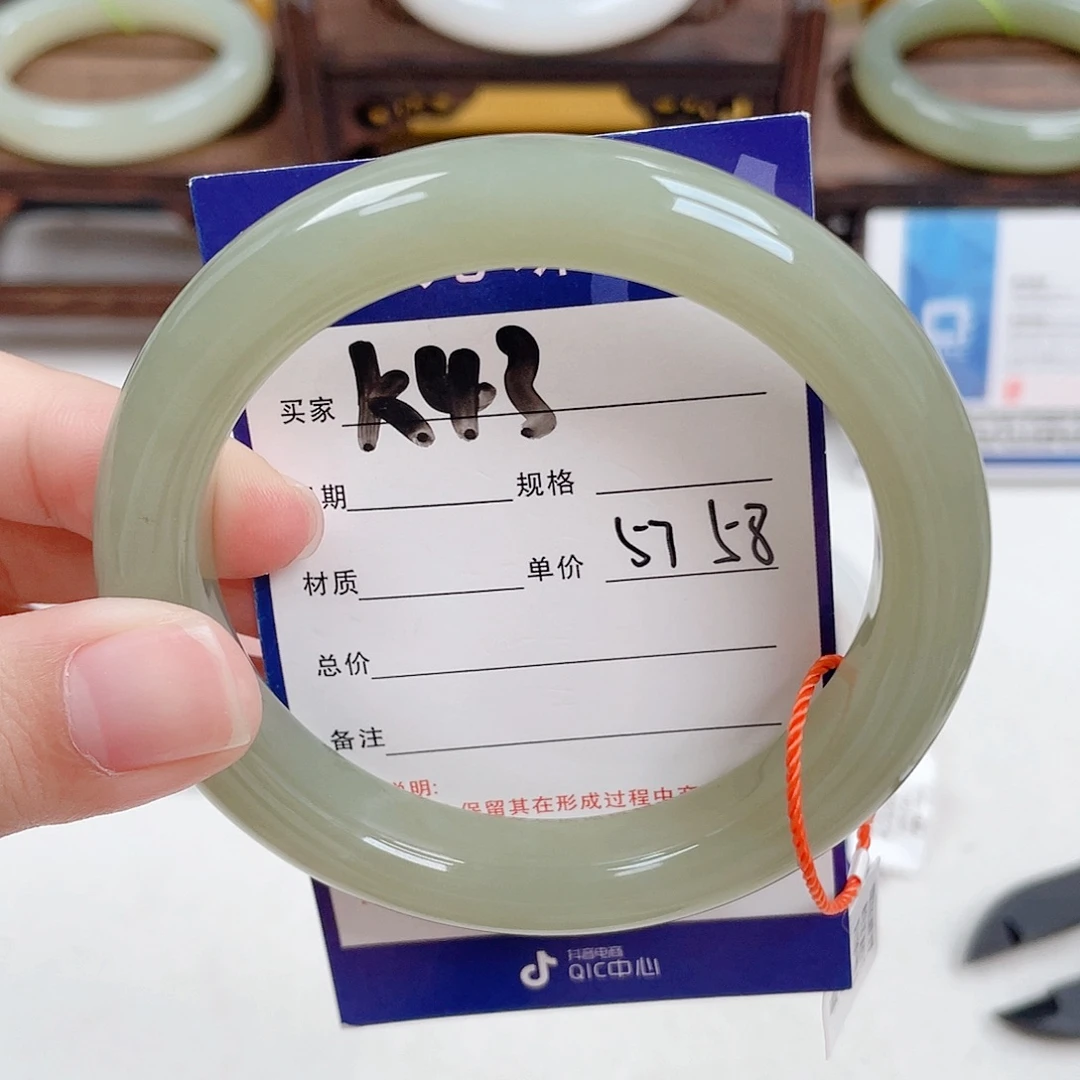 买家 K43
期 规格
材质 单价 57 58
总价
备注
说明:
保留其在形成过程中
抖音电商
QIC中心